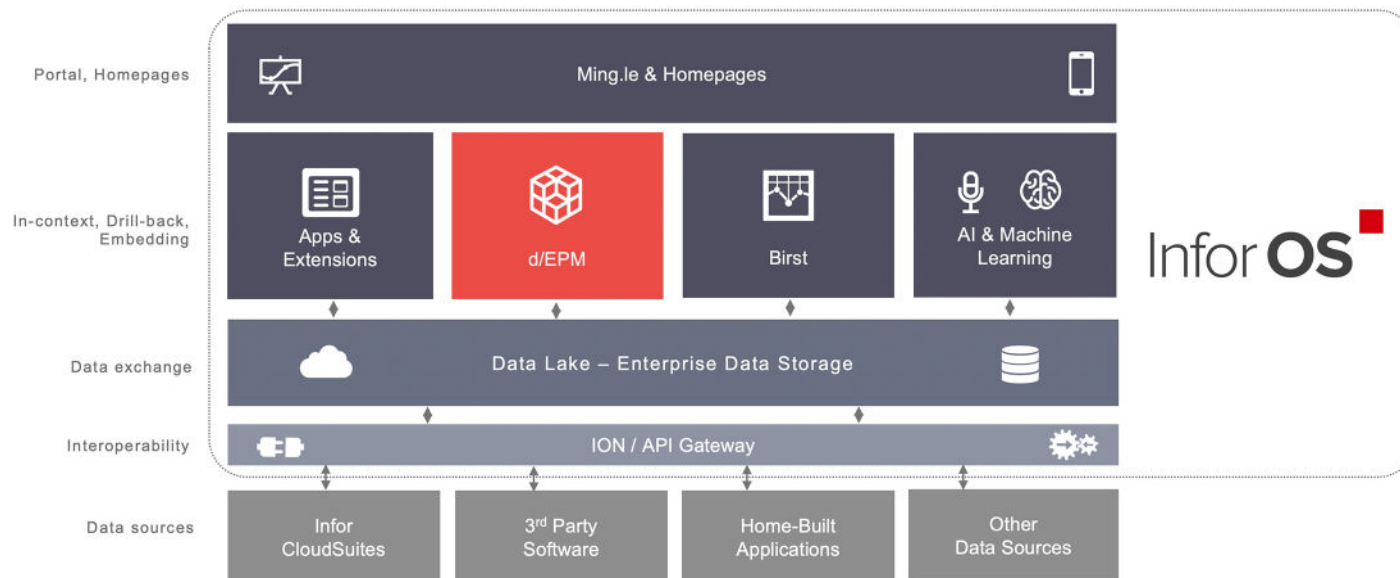 Portal, Homepages
Ming.le & Homepages
In-context, Drill-back,
Embedding
Apps &
Extensions
d/EPM
Birst
AI & Machine
Learning
Infor OS
Data exchange
Data Lake – Enterprise Data Storage
Interoperability
ION / API Gateway
Data sources
Infor
CloudSuites
3rd Party
Software
Home-Built
Applications
Other
Data Sources